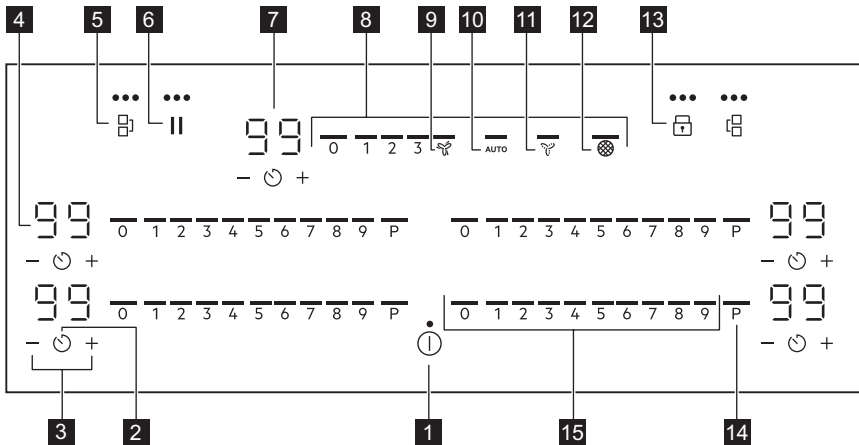 4 5 6 7 8 9 10 11 12 13
99 0 1 2 3 AUTO
− +
99 0 1 2 3 4 5 6 7 8 9 P 0 1 2 3 4 5 6 7 8 9 P 99
− + − +
99 0 1 2 3 4 5 6 7 8 9 P 0 1 2 3 4 5 6 7 8 9 P 99
− + − +
3 2 1 15 14